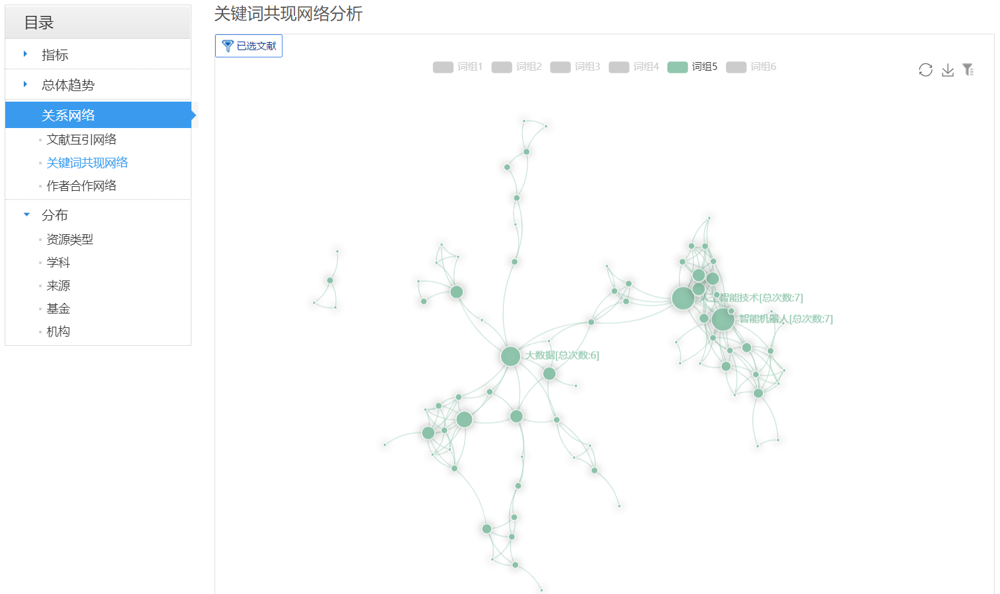 目录
指标
总体趋势
关系网络
文献互引网络
关键词共现网络
作者合作网络
分布
资源类型
学科
来源
基金
机构
关键词共现网络分析
已选文献
词组1 词组2 词组3 词组4 词组5 词组6
智能技术[总次数:7]
智能机器人[总次数:7]
大数据[总次数:6]